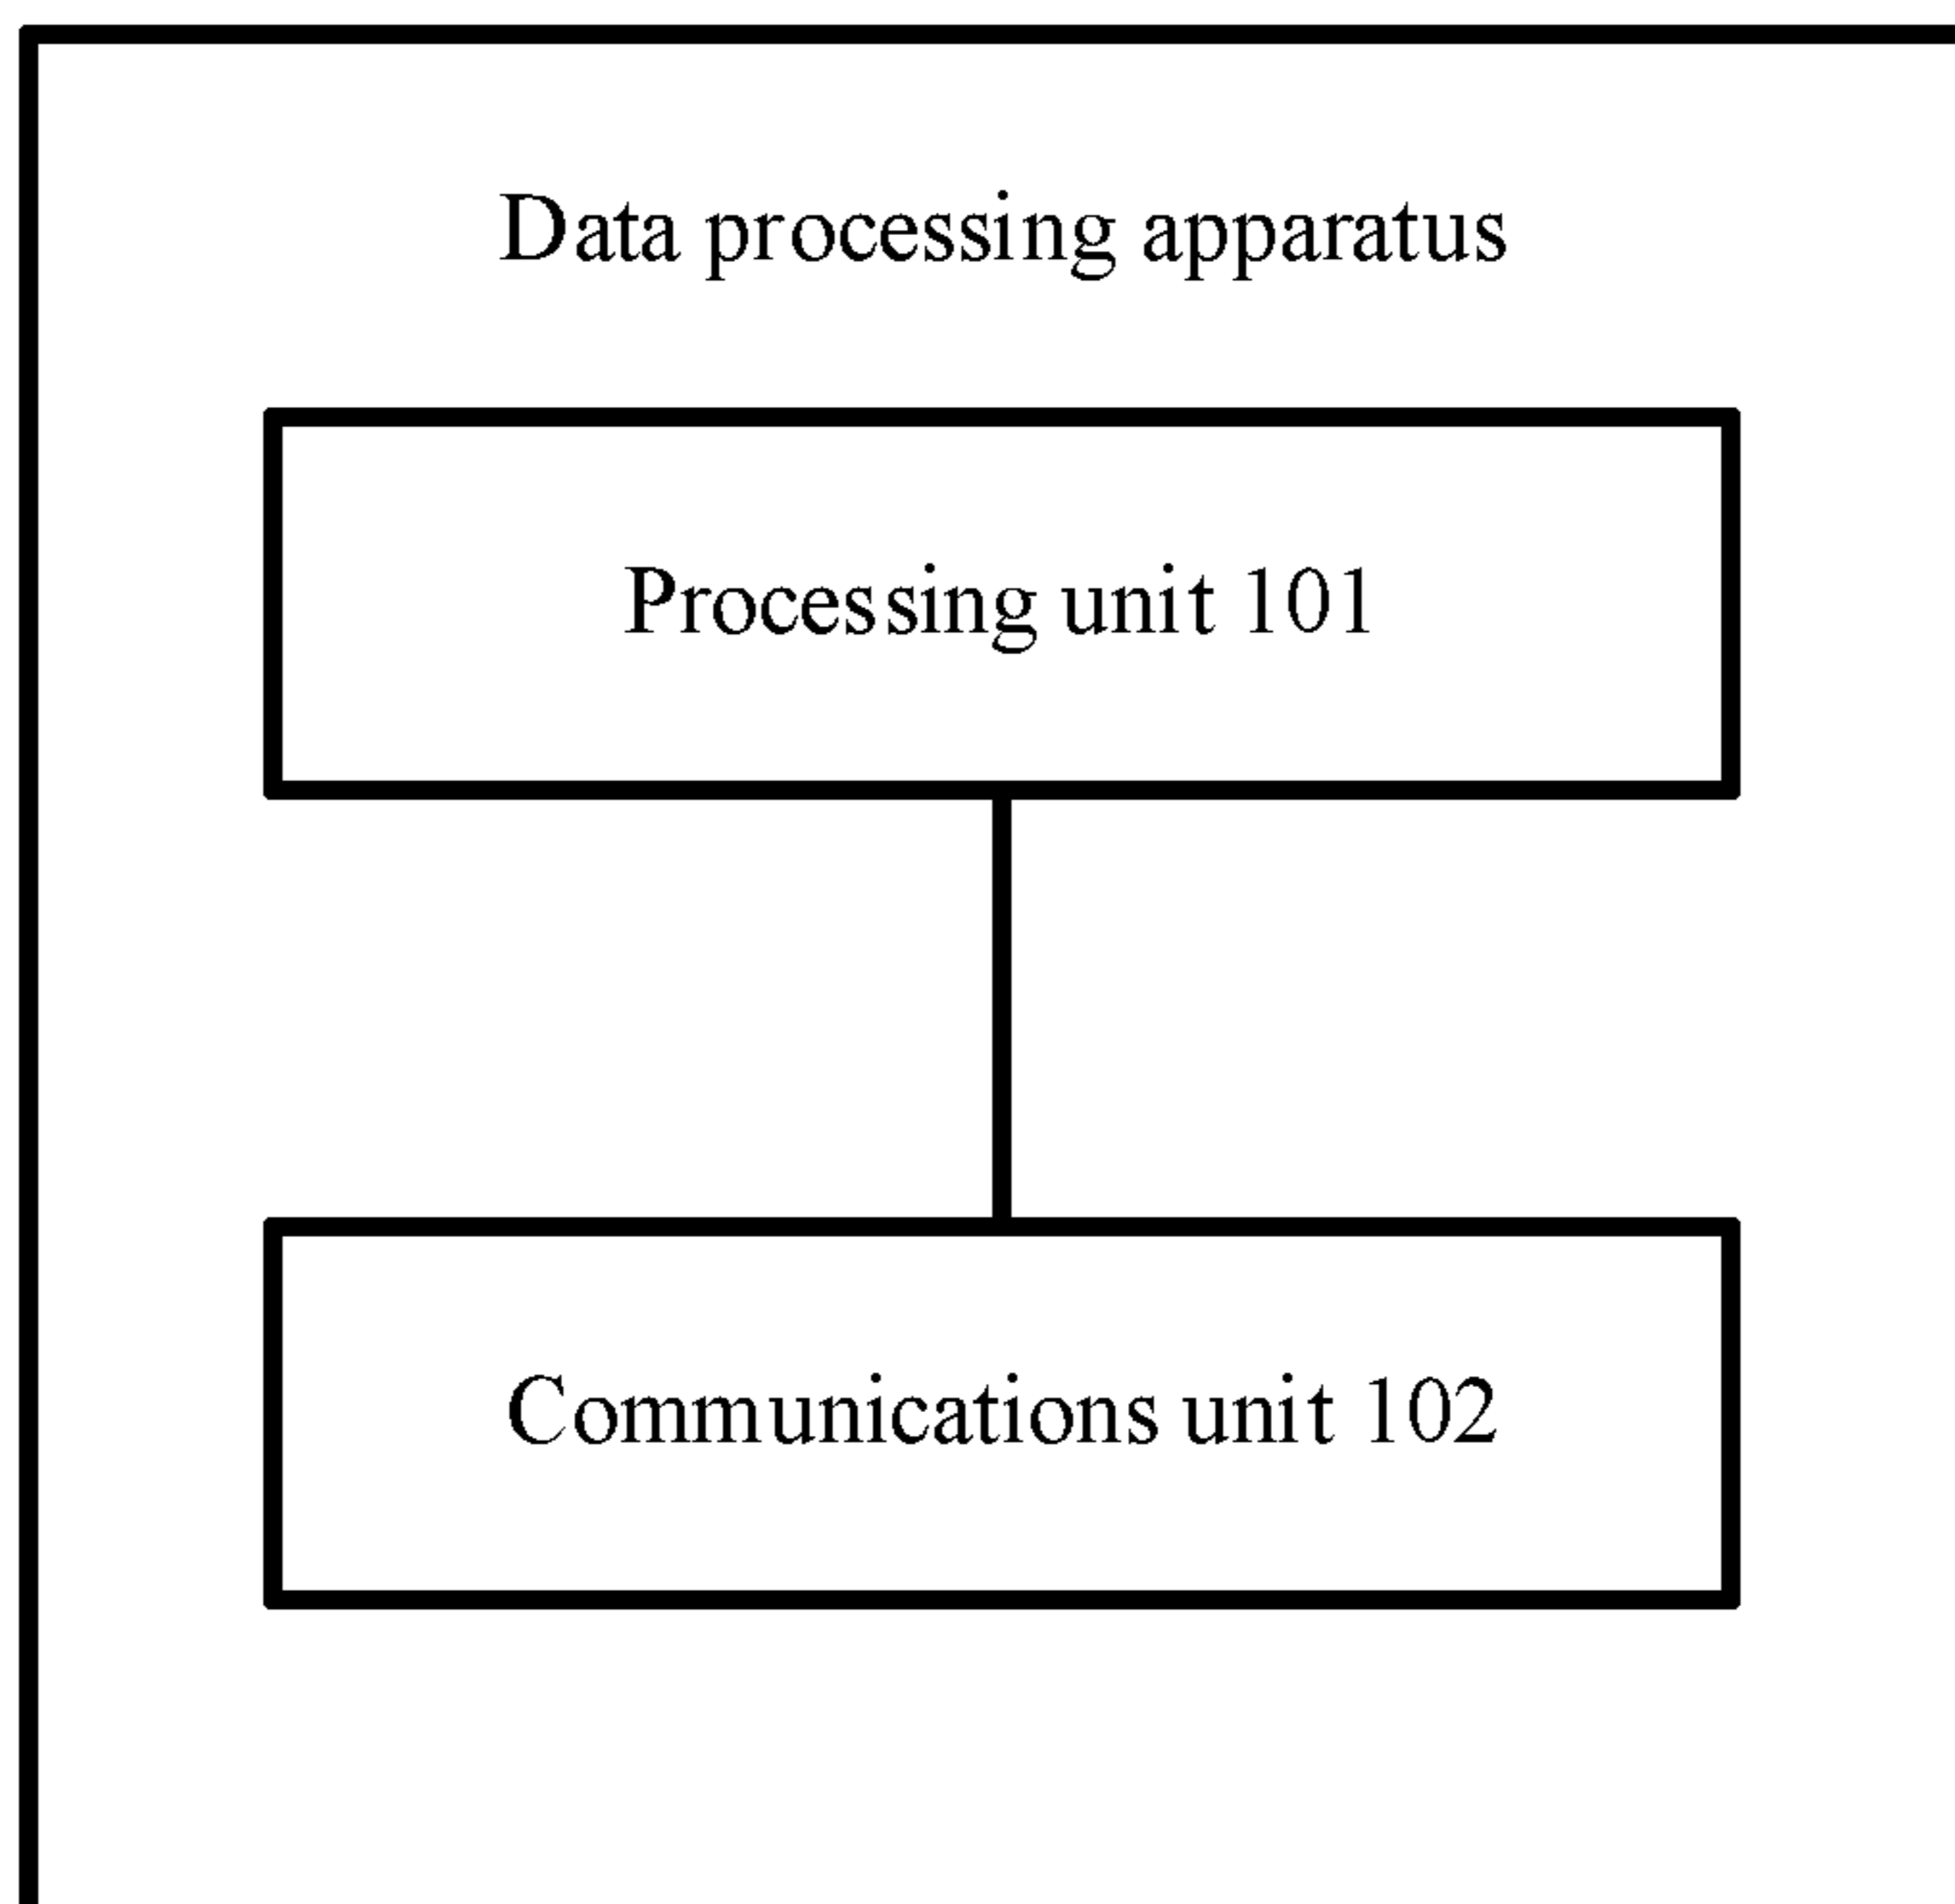 Data processing apparatus
Processing unit 101
Communications unit 102